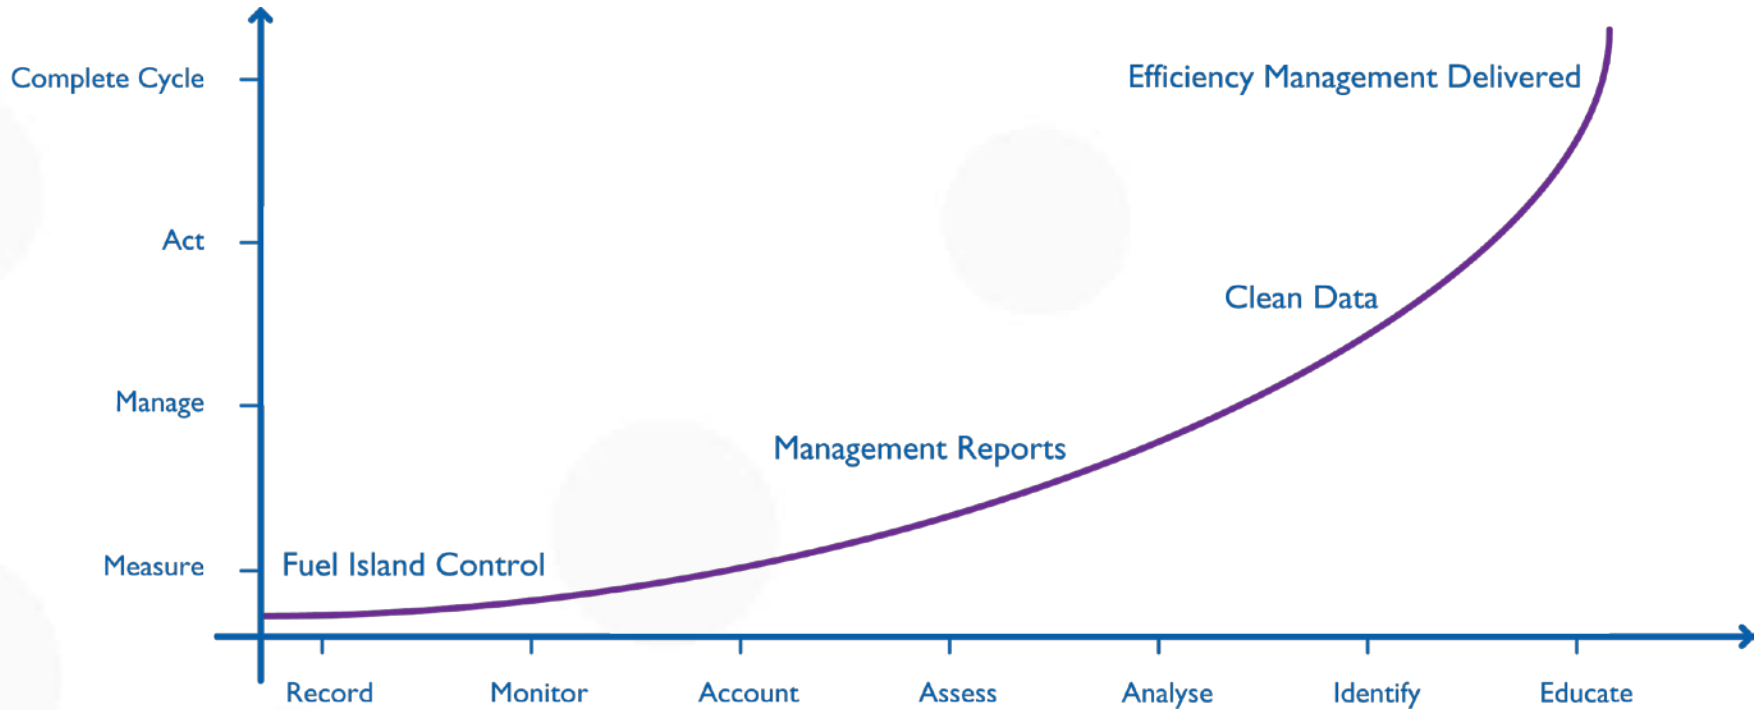 Complete Cycle
Efficiency Management Delivered
Act
Clean Data
Manage
Management Reports
Measure
Fuel Island Control
Record
Monitor
Account
Assess
Analyse
Identify
Educate